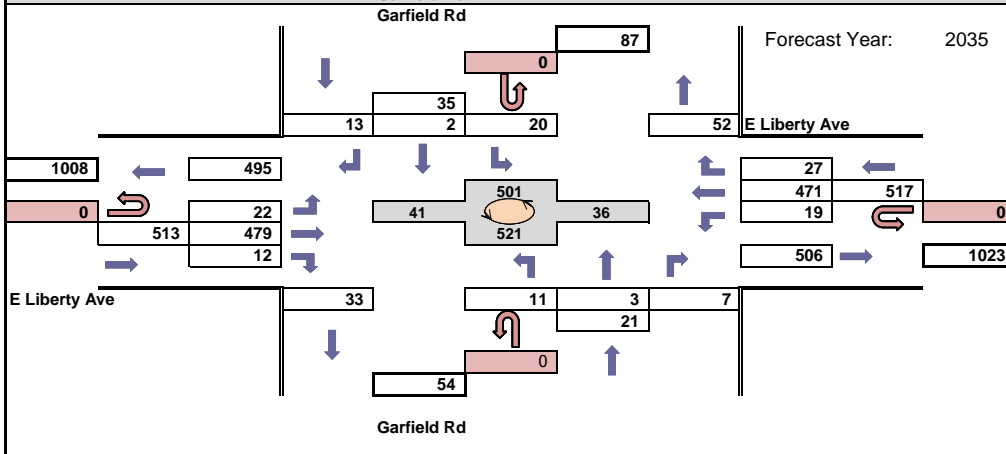 Garfield Rd
87
Forecast Year: 2035
0
35
13 2 20 52 E Liberty Ave
1008 495 27
501
471 517
0 22 41 36 19 0
513 479 521
12 506 1023
E Liberty Ave 33 11 3 7
21
0
54
Garfield Rd